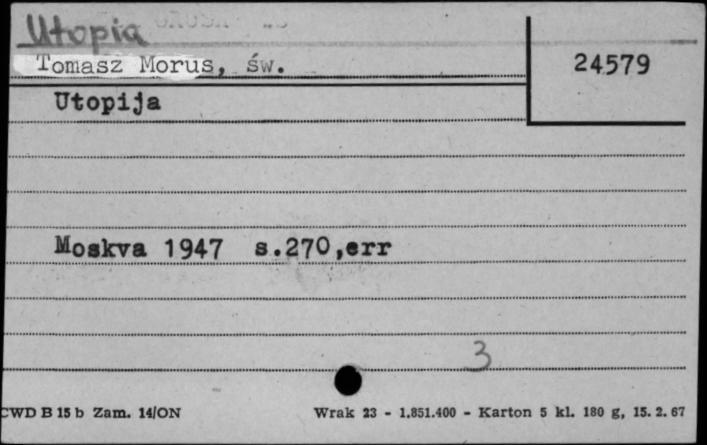 Utopia
Tomasz Morus, św.
24579
Utopija
Moskva 1947 s.270,err
3
CWD B 15 b Zam. 14/ON
Wrak 23 - 1.851.400 - Karton 5 kl. 180 g, 15. 2. 67